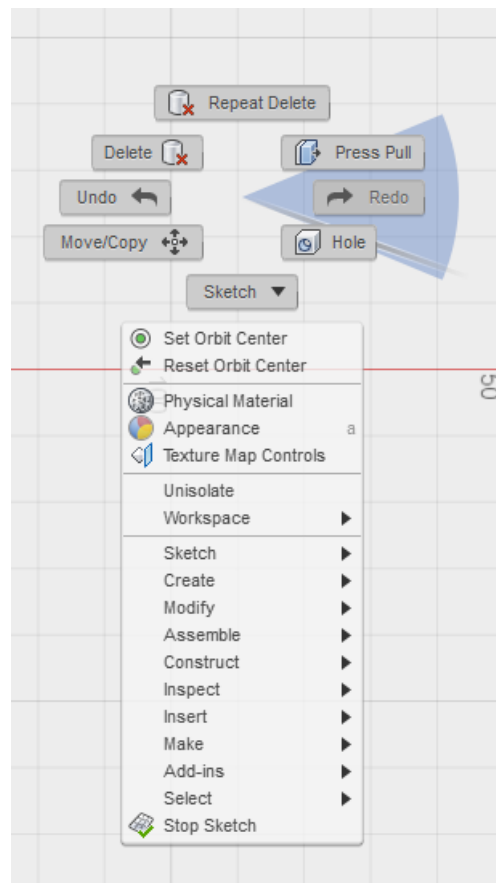 Repeat Delete
Delete
Press Pull
Undo
Redo
Move/Copy
Hole
Sketch
Set Orbit Center
Reset Orbit Center
Physical Material
Appearance a
Texture Map Controls
Unisolate
Workspace
Sketch
Create
Modify
Assemble
Construct
Inspect
Insert
Make
Add-ins
Select
Stop Sketch
50